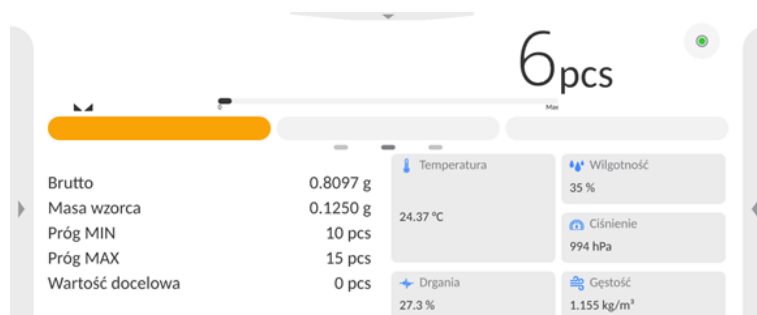 6pcs
0 Max
Brutto 0.8097 g
Masa wzorca 0.1250 g
Próg MIN 10 pcs
Próg MAX 15 pcs
Wartość docelowa 0 pcs
Temperatura
24.37 °C
Wilgotność
35 %
Ciśnienie
994 hPa
Drgania
27.3 %
Gęstość
1.155 kg/m³